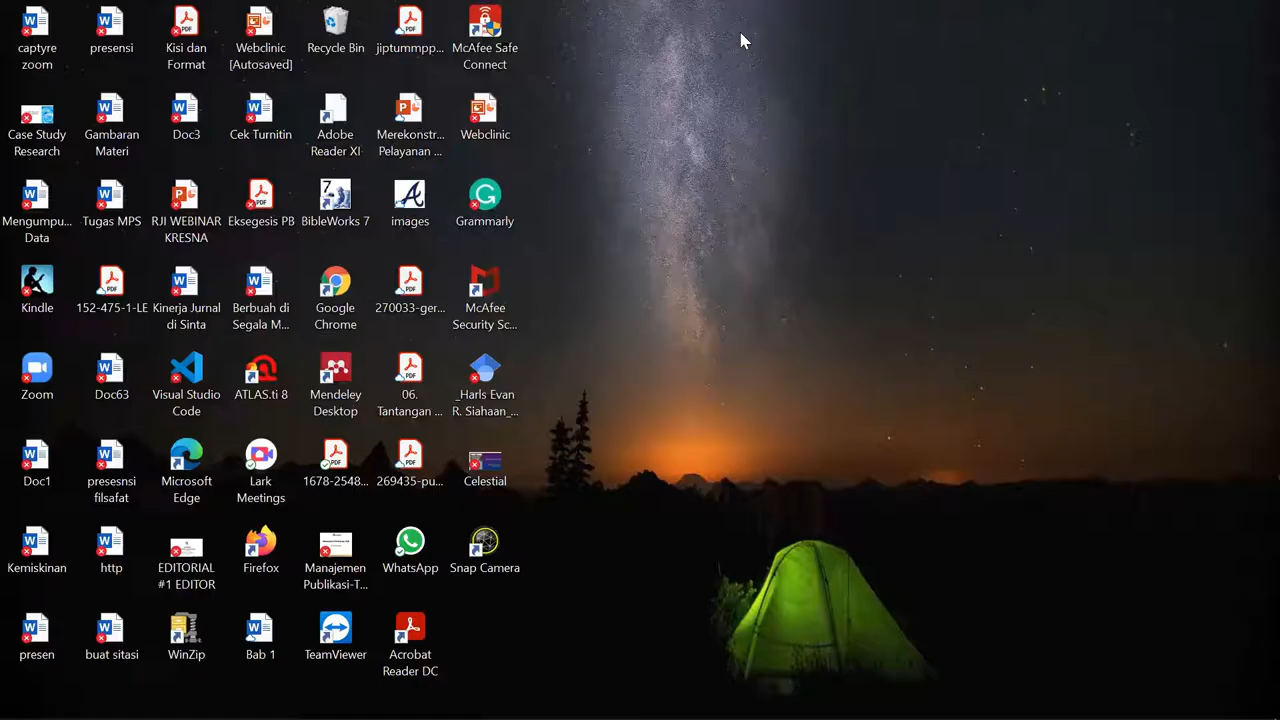 captyre
zoom
presensi
Kisi dan
Format
Webclinic
[Autosaved]
Recycle Bin
jiptummpp...
McAfee Safe
Connect
Case Study
Research
Gambaran
Materi
Doc3
Cek Turnitin
Adobe
Reader XI
Merekonstr...
Pelayanan ...
Webclinic
Mengumpu...
Data
Tugas MPS
RJI WEBINAR
KRESNA
Eksegesis PB
7
BibleWorks 7
images
Grammarly
Kindle
152-475-1-LE
Kinerja Jurnal
di Sinta
Berbuah di
Segala M...
Google
Chrome
270033-ger...
McAfee
Security Sc...
Zoom
Doc63
Visual Studio
Code
ATLAS.ti 8
Mendeley
Desktop
06.
Tantangan ...
_Harls Evan
R. Siahaan_...
Doc1
presesnsi
filsafat
Microsoft
Edge
Lark
Meetings
1678-2548...
269435-pu...
Celestial
Kemiskinan
http
EDITORIAL
#1 EDITOR
Firefox
Manajemen
Publikasi-T...
WhatsApp
Snap Camera
presen
buat sitasi
WinZip
Bab 1
TeamViewer
Acrobat
Reader DC